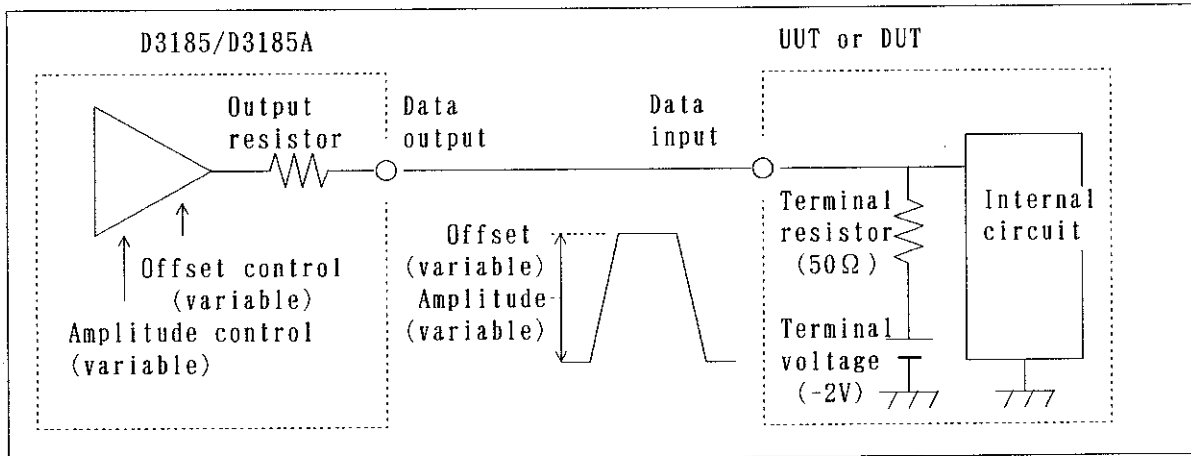 D3185/D3185A
UUT or DUT
Output
resistor
Data
output
Data
input
Offset control
(variable)
Amplitude control
(variable)
Offset
(variable)
Amplitude
(variable)
Terminal
resistor
(50Ω)
Terminal
voltage
(-2V)
Internal
circuit